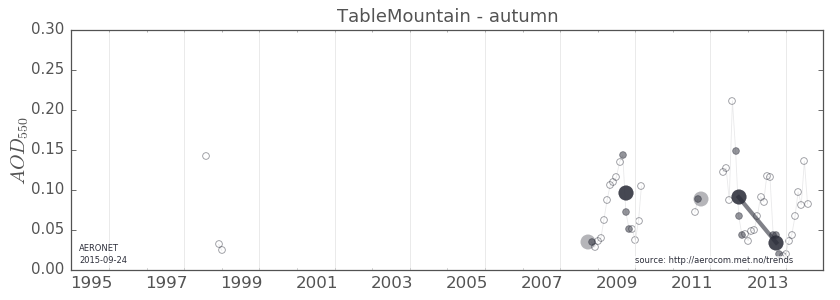 TableMountain - autumn
0.30
0.25
0.20
0.15
0.10
0.05
0.00
AOD550
AERONET
2015-09-24
source: http://aerocom.met.no/trends
1995 1997 1999 2001 2003 2005 2007 2009 2011 2013